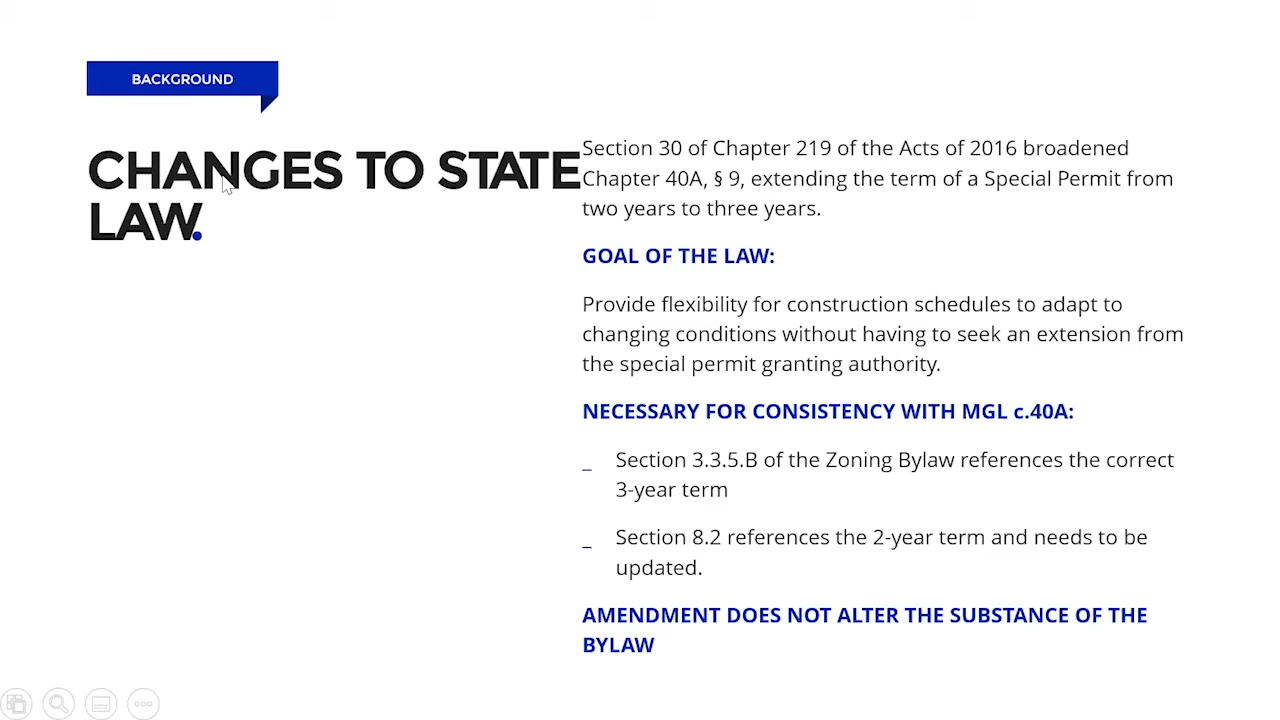 BACKGROUND
CHANGES TO STATE
LAW.
Section 30 of Chapter 219 of the Acts of 2016 broadened
Chapter 40A, § 9, extending the term of a Special Permit from
two years to three years.
GOAL OF THE LAW:
Provide flexibility for construction schedules to adapt to
changing conditions without having to seek an extension from
the special permit granting authority.
NECESSARY FOR CONSISTENCY WITH MGL c.40A:
_ Section 3.3.5.B of the Zoning Bylaw references the correct
3-year term
_ Section 8.2 references the 2-year term and needs to be
updated.
AMENDMENT DOES NOT ALTER THE SUBSTANCE OF THE
BYLAW